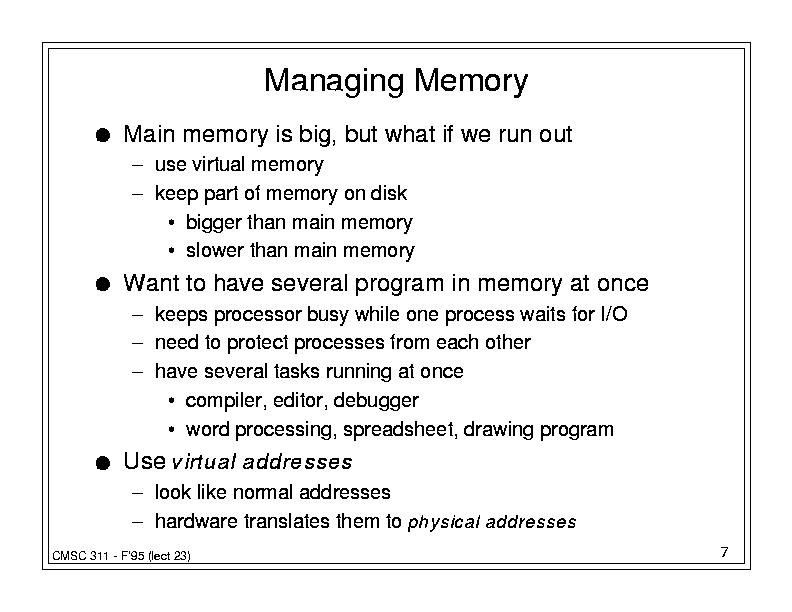 Managing Memory
● Main memory is big, but what if we run out
– use virtual memory
– keep part of memory on disk
• bigger than main memory
• slower than main memory
● Want to have several program in memory at once
– keeps processor busy while one process waits for I/O
– need to protect processes from each other
– have several tasks running at once
• compiler, editor, debugger
• word processing, spreadsheet, drawing program
● Use virtual addresses
– look like normal addresses
– hardware translates them to physical addresses
CMSC 311 - F'95 (lect 23)
7